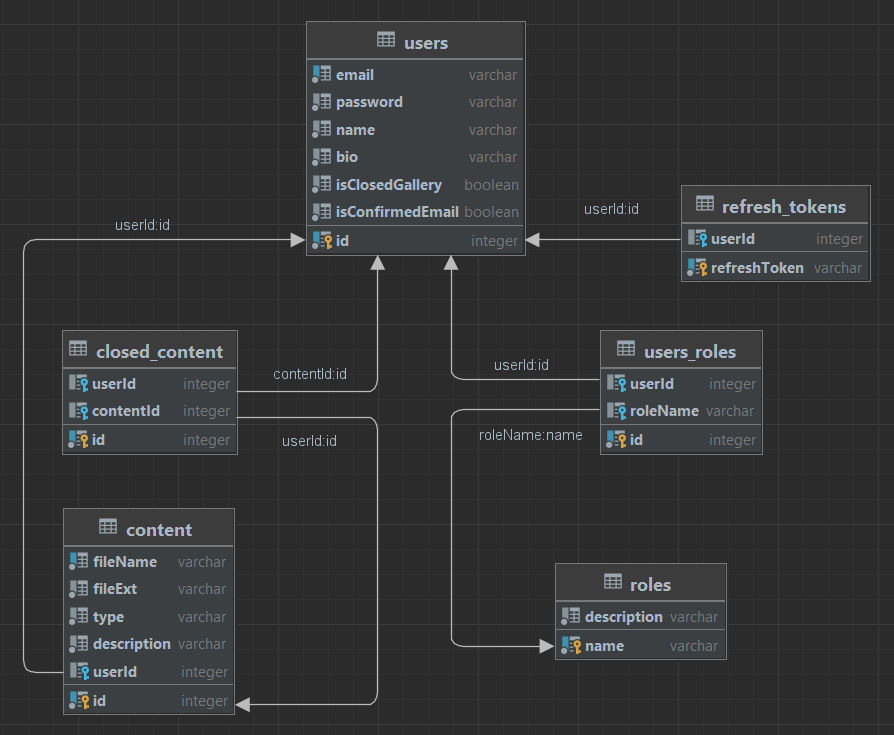 users
email varchar
password varchar
name varchar
bio varchar
isClosedGallery boolean
isConfirmedEmail boolean
id integer
userId:id
userId:id
refresh_tokens
userId integer
refreshToken varchar
closed_content
userId integer
contentId integer
id integer
contentId:id
userId:id
userId:id
users_roles
userId integer
roleName varchar
id integer
roleName:name
content
fileName varchar
fileExt varchar
type varchar
description varchar
userId integer
id integer
roles
description varchar
name varchar